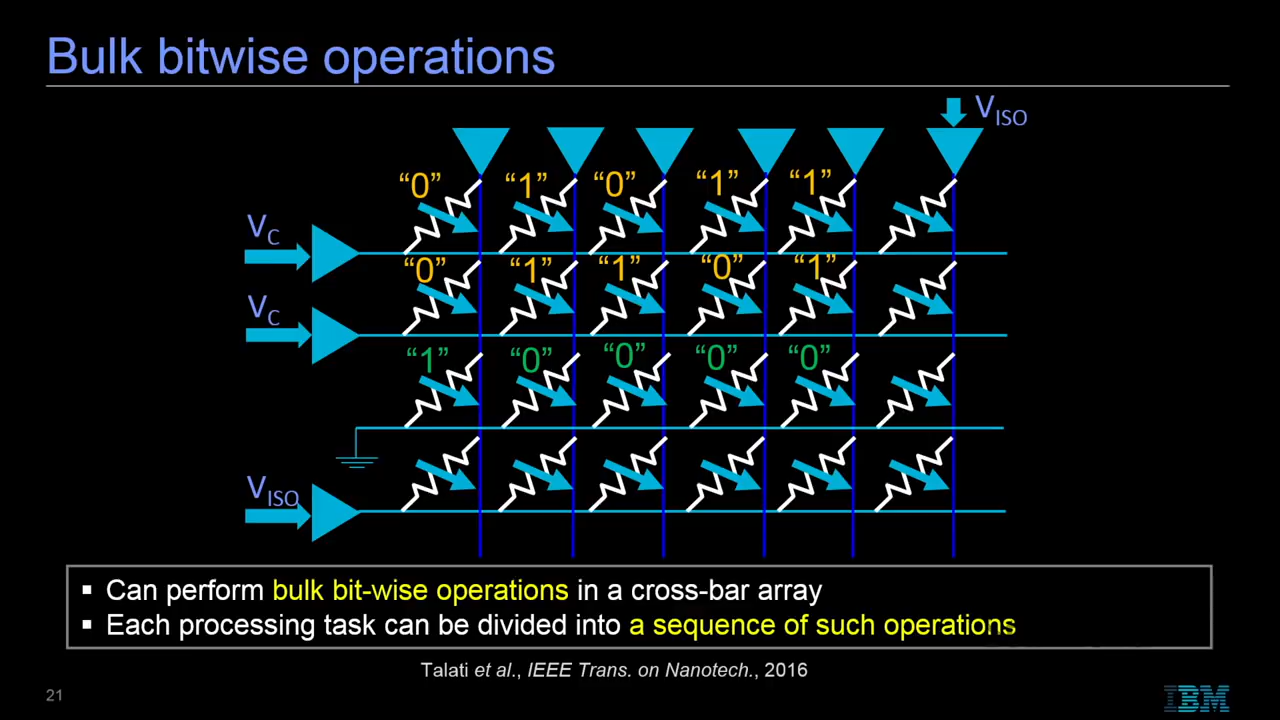 Bulk bitwise operations
VISO
“0” “1” “0” “1” “1”
VC
“0” “1” “1” “0” “1”
VC
“1” “0” “0” “0” “0”
VISO
▪ Can perform bulk bit-wise operations in a cross-bar array
▪ Each processing task can be divided into a sequence of such operations
Talati et al., IEEE Trans. on Nanotech., 2016
21
IBM